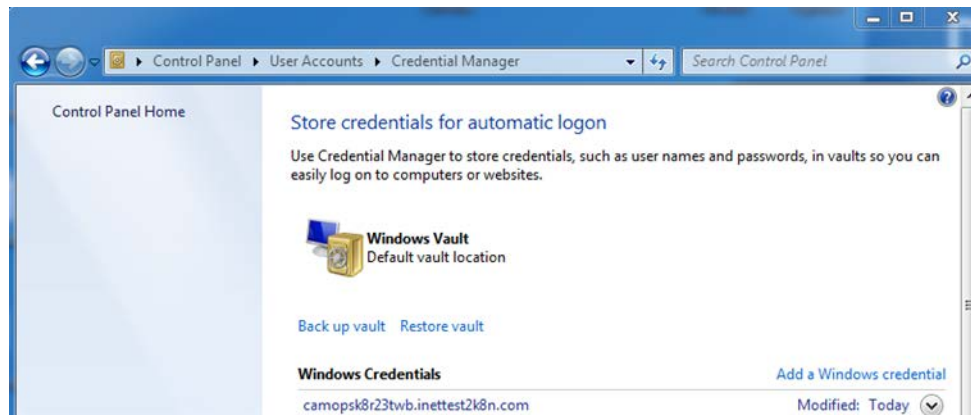 Control Panel ▸ User Accounts ▸ Credential Manager
Search Control Panel
Control Panel Home
Store credentials for automatic logon
Use Credential Manager to store credentials, such as user names and passwords, in vaults so you can
easily log on to computers or websites.
Windows Vault
Default vault location
Back up vault Restore vault
Windows Credentials Add a Windows credential
camopsk8r23twb.inettest2k8n.com Modified: Today